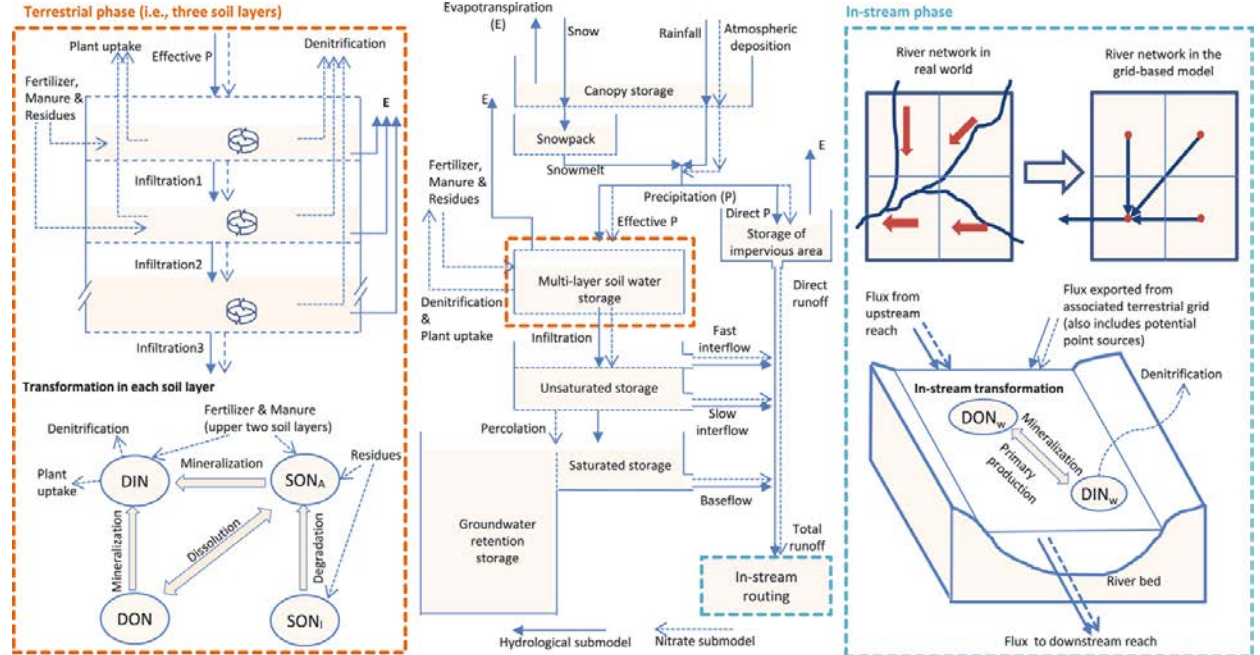 Terrestrial phase (i.e., three soil layers)
Plant uptake
Effective P
Denitrification
Fertilizer,
Manure &
Residues
E
Infiltration1
Infiltration2
Infiltration3
Transformation in each soil layer
Fertilizer & Manure
(upper two soil layers)
Denitrification
Residues
Plant
uptake
DIN
Mineralization
SONA
Mineralization
Dissolution
Degradation
DON
SONI
Evapotranspiration
(E)
Snow
Rainfall
Atmospheric
deposition
Canopy storage
E
Snowpack
Snowmelt
E
Fertilizer,
Manure &
Residues
Precipitation (P)
Effective P
Direct P
Storage of
impervious area
Multi-layer soil water
storage
Direct
runoff
Denitrification
&
Plant uptake
Infiltration
Fast
interflow
Unsaturated storage
Slow
interflow
Percolation
Saturated storage
Baseflow
Groundwater
retention
storage
Total
runoff
In-stream
routing
Hydrological submodel
Nitrate submodel
In-stream phase
River network in
real world
River network in the
grid-based model
Flux from
upstream
reach
Flux exported from
associated terrestrial grid
(also includes potential
point sources)
In-stream transformation
Denitrification
DONw
Mineralization
Primary
production
DINw
River bed
Flux to downstream reach